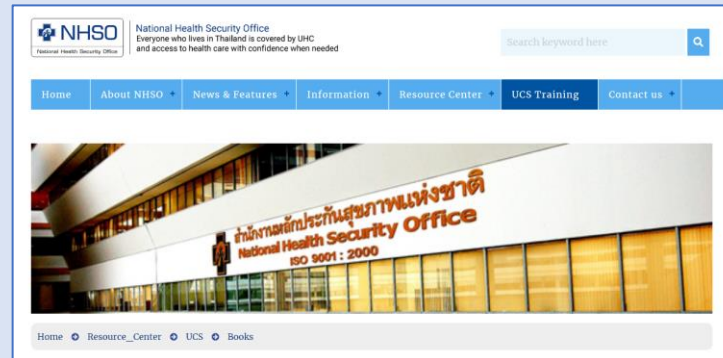 NHSO
National Health Security Office
National Health Security Office
Everyone who lives in Thailand is covered by UHC
and access to health care with confidence when needed
Search keyword here
Home About NHSO + News & Features + Information + Resource Center + UCS Training Contact us +
สำนักงานหลักประกันสุขภาพแห่งชาติ
National Health Security Office
ISO 9001 : 2000
Home Resource_Center UCS Books